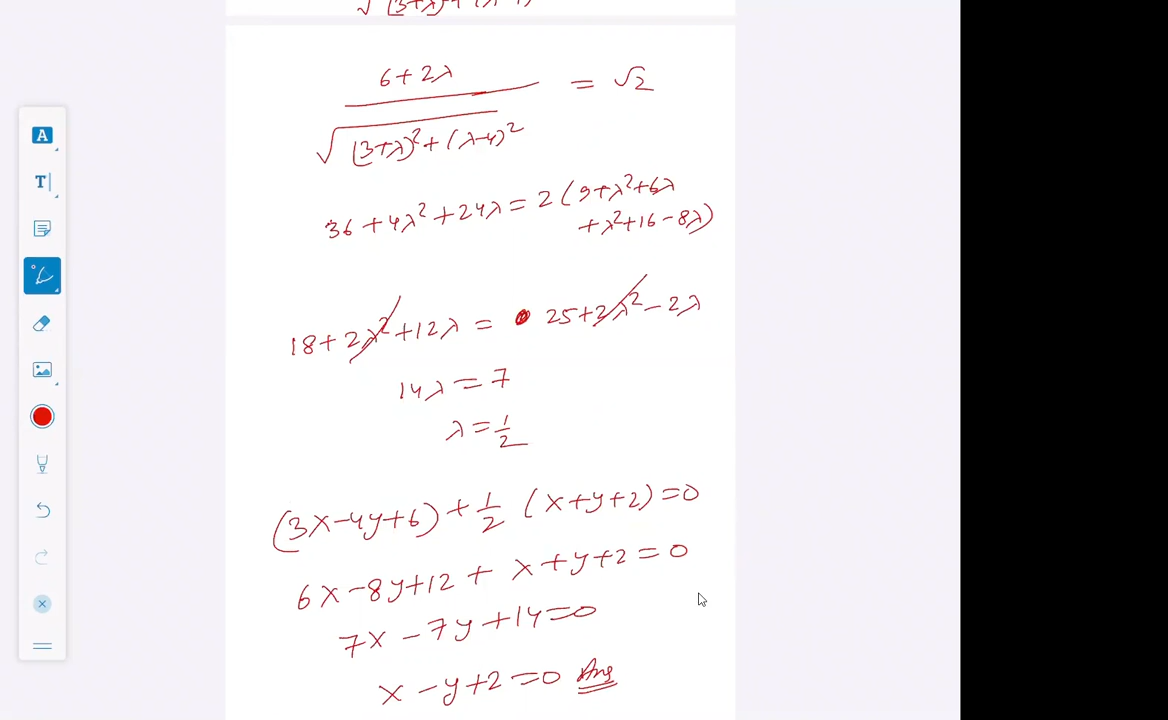 6+2λ
= √2
√(3+λ)²+(λ-4)²
36+4λ²+24λ = 2(9+λ²+6λ
+λ²+16-8λ)
18+2λ²+12λ = 25+2λ²-2λ
14λ = 7
λ = 1/2
(3x-4y+6) + 1/2 (x+y+2) = 0
6x-8y+12 + x+y+2 = 0
7x-7y+14=0
x-y+2=0 Ans
A
T